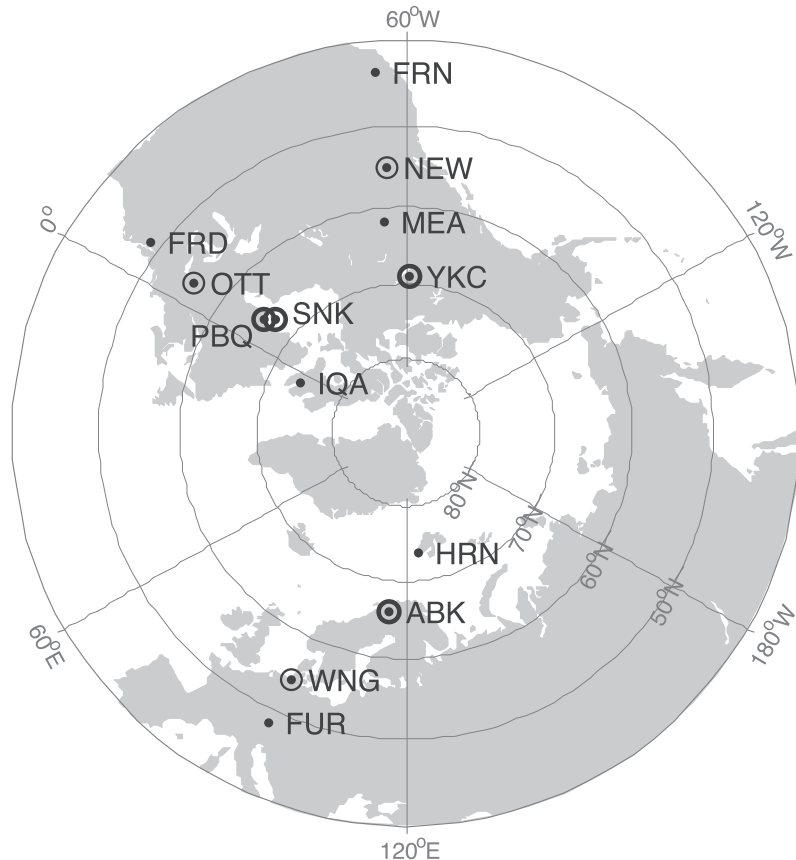 60°W
FRN
NEW
120°W
0°
MEA
FRD
YKC
OTT
SNK
PBQ
IQA
80°N
70°N
HRN
60°N
50°N
ABK
180°W
60°E
WNG
FUR
120°E